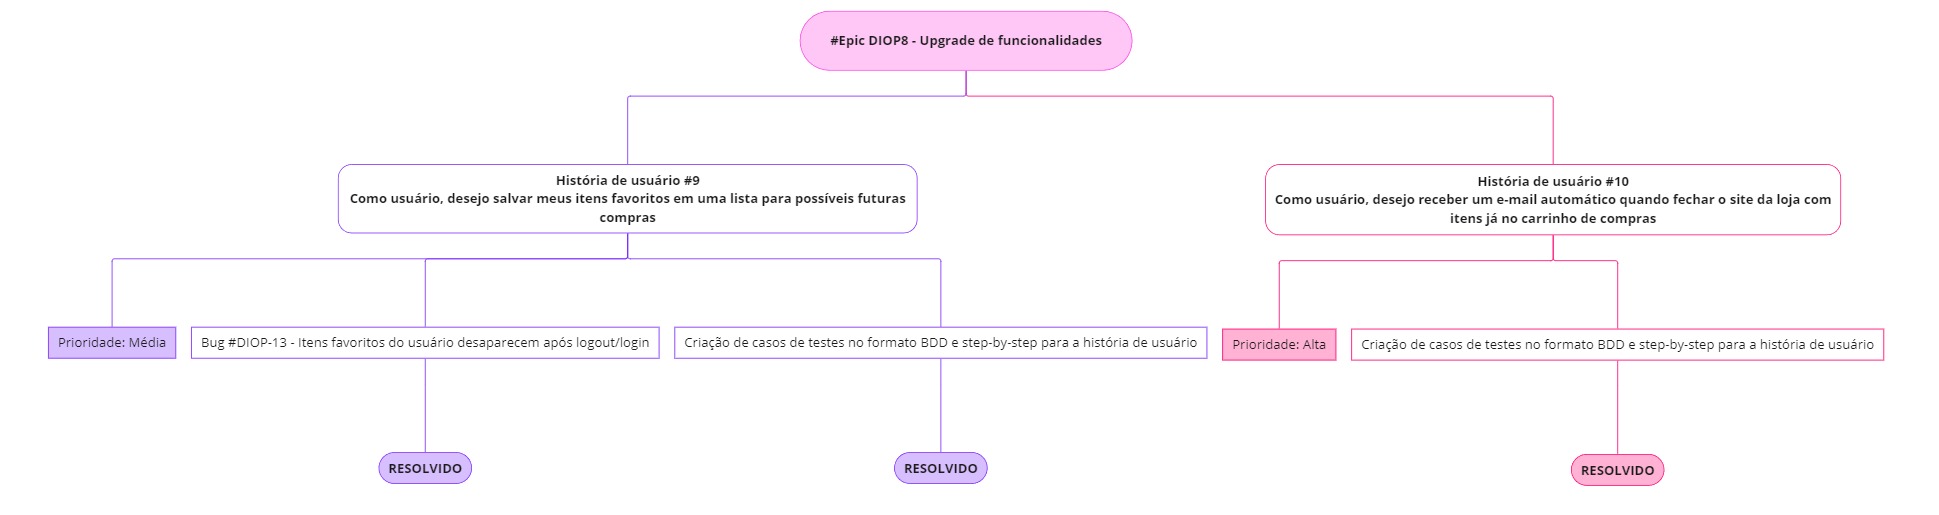 #Epic DIOP8 - Upgrade de funcionalidades
História de usuário #9
Como usuário, desejo salvar meus itens favoritos em uma lista para possíveis futuras
compras
História de usuário #10
Como usuário, desejo receber um e-mail automático quando fechar o site da loja com
itens já no carrinho de compras
Prioridade: Média
Bug #DIOP-13 - Itens favoritos do usuário desaparecem após logout/login
Criação de casos de testes no formato BDD e step-by-step para a história de usuário
Prioridade: Alta
Criação de casos de testes no formato BDD e step-by-step para a história de usuário
RESOLVIDO
RESOLVIDO
RESOLVIDO